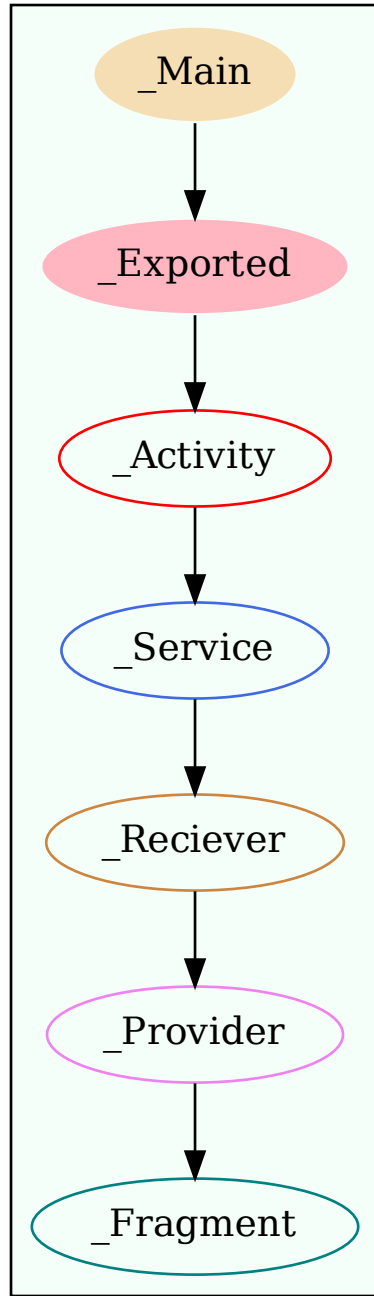 _Main
_Exported
_Activity
_Service
_Reciever
_Provider
_Fragment